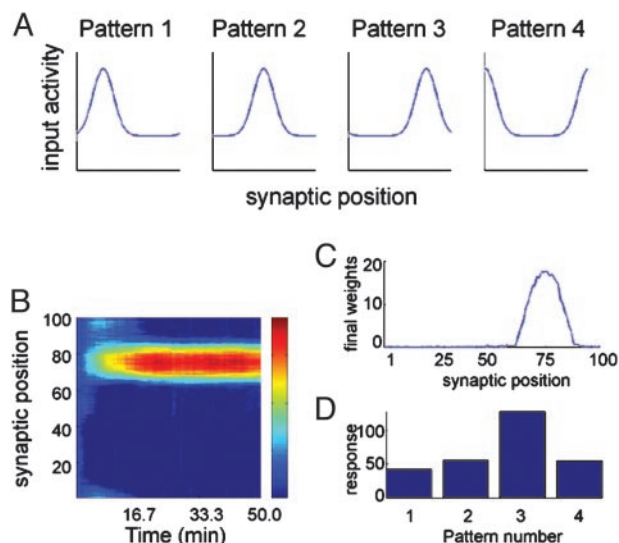 A
Pattern 1 Pattern 2 Pattern 3 Pattern 4
input activity
synaptic position
B
synaptic position
100
80
60
40
20
16.7 33.3 50.0
Time (min)
C
final weights
20
10
0
1 25 50 75 100
synaptic position
D
response
100
50
0
1 2 3 4
Pattern number